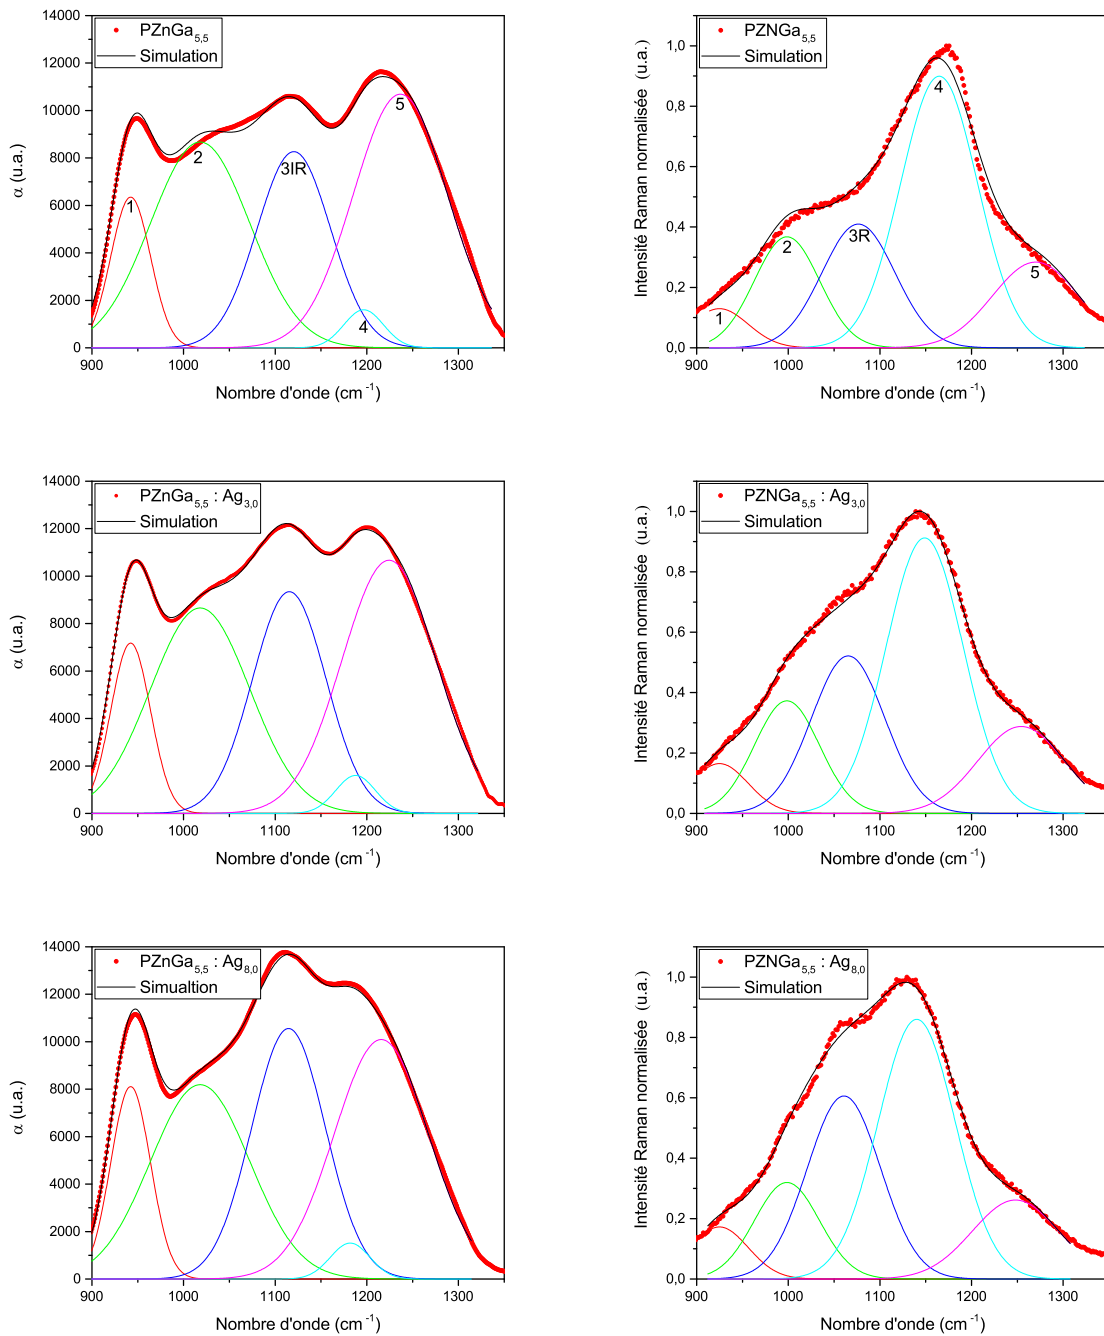 14000
12000
10000
8000
6000
4000
2000
0
α (u.a.)
PZnGa5,5
Simulation
1
2
3IR
4
5
900 1000 1100 1200 1300
Nombre d'onde (cm-1)
1,0
0,8
0,6
0,4
0,2
0,0
Intensité Raman normalisée (u.a.)
PZNGa5,5
Simulation
1
2
3R
4
5
900 1000 1100 1200 1300
Nombre d'onde (cm-1)
14000
12000
10000
8000
6000
4000
2000
0
α (u.a.)
PZnGa5,5 : Ag3,0
Simulation
900 1000 1100 1200 1300
Nombre d'onde (cm-1)
1,0
0,8
0,6
0,4
0,2
0,0
Intensité Raman normalisée (u.a.)
PZNGa5,5 : Ag3,0
Simulation
900 1000 1100 1200 1300
Nombre d'onde (cm-1)
14000
12000
10000
8000
6000
4000
2000
0
α (u.a.)
PZnGa5,5 : Ag8,0
Simualtion
900 1000 1100 1200 1300
Nombre d'onde (cm-1)
1,0
0,8
0,6
0,4
0,2
0,0
Intensité Raman normalisée (u.a.)
PZNGa5,5 : Ag8,0
Simulation
900 1000 1100 1200 1300
Nombre d'onde (cm-1)